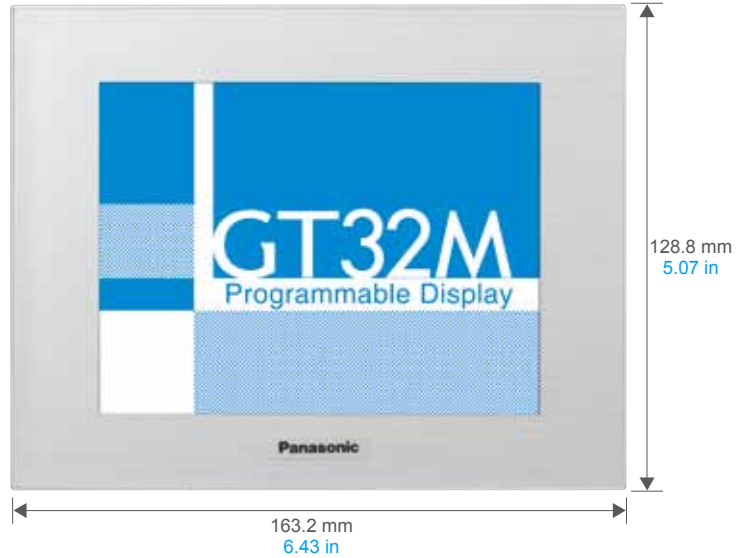 GT32M
Programmable Display
Panasonic
128.8 mm
5.07 in
163.2 mm
6.43 in